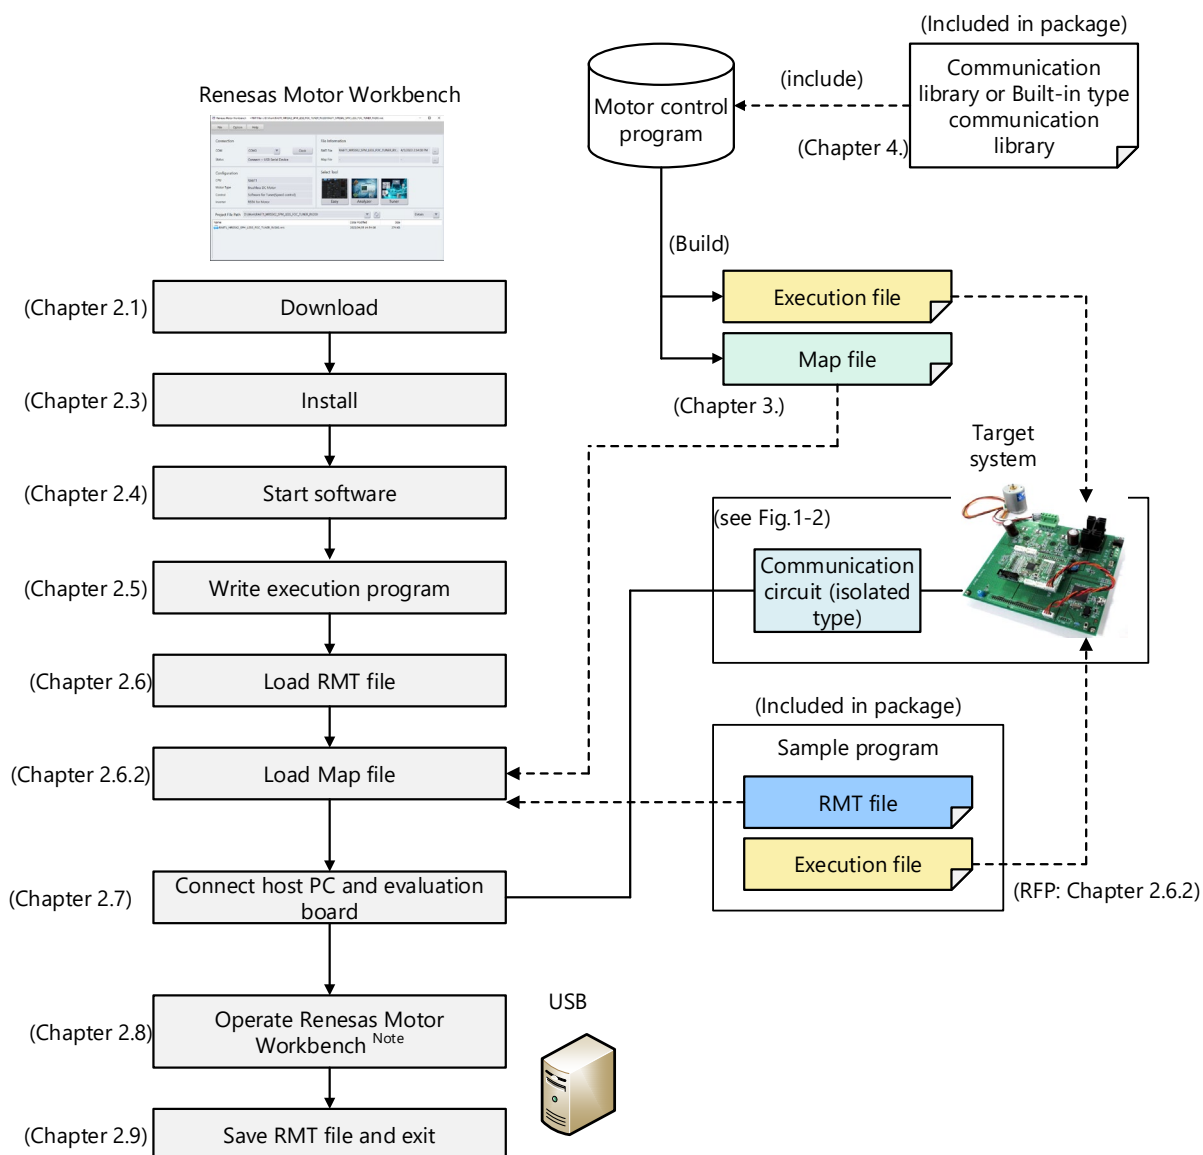 (Included in package)
Communication
library or Built-in type
communication
library
(include)
Motor control
program
(Chapter 4.)
Renesas Motor Workbench
(Build)
Execution file
Map file
(Chapter 3.)
(Chapter 2.1)
Download
(Chapter 2.3)
Install
(Chapter 2.4)
Start software
(Chapter 2.5)
Write execution program
(Chapter 2.6)
Load RMT file
(Chapter 2.6.2)
Load Map file
(Chapter 2.7)
Connect host PC and evaluation
board
(Chapter 2.8)
Operate Renesas Motor
Workbench Note
(Chapter 2.9)
Save RMT file and exit
Target
system
(see Fig.1-2)
Communication
circuit (isolated
type)
(Included in package)
Sample program
RMT file
Execution file
(RFP: Chapter 2.6.2)
USB